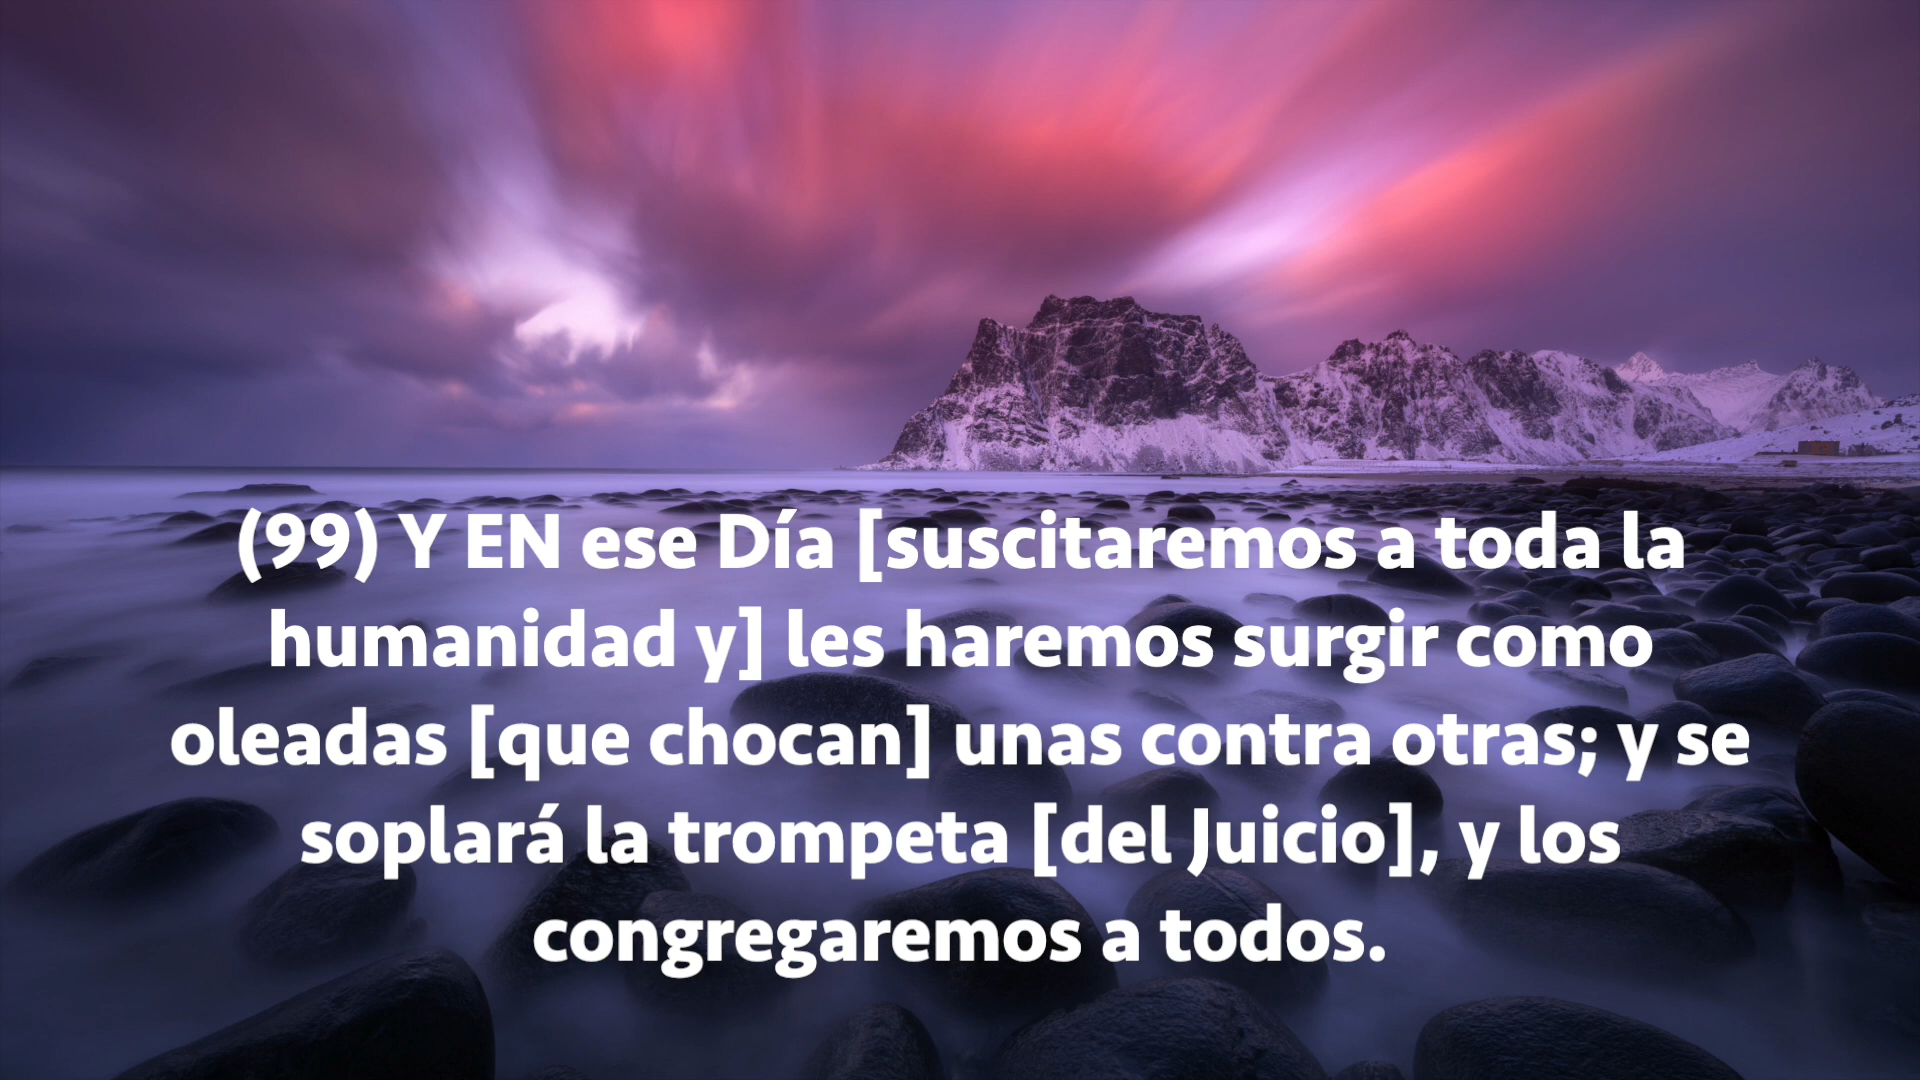 (99) Y EN ese Día [suscitaremos a toda la
humanidad y] les haremos surgir como
oleadas [que chocan] unas contra otras; y se
soplará la trompeta [del Juicio], y los
congregaremos a todos.